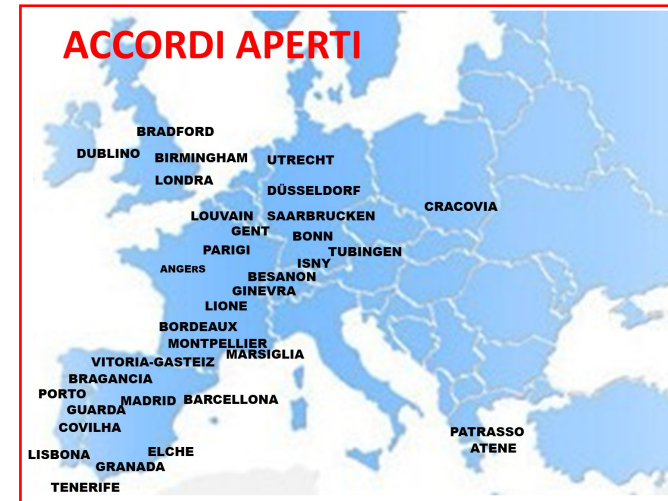 ACCORDI APERTI
BRADFORD
DUBLINO
BIRMINGHAM
UTRECHT
LONDRA
DÜSSELDORF
CRACOVIA
LOUVAIN
SAARBRUCKEN
GENT
BONN
PARIGI
TUBINGEN
ISNY
ANGERS
BESANON
GINEVRA
LIONE
BORDEAUX
MONTPELLIER
MARSIGLIA
VITORIA-GASTEIZ
BRAGANCIA
PORTO
MADRID
BARCELLONA
GUARDA
COVILHA
PATRASSO
ATENE
LISBONA
ELCHE
GRANADA
TENERIFE